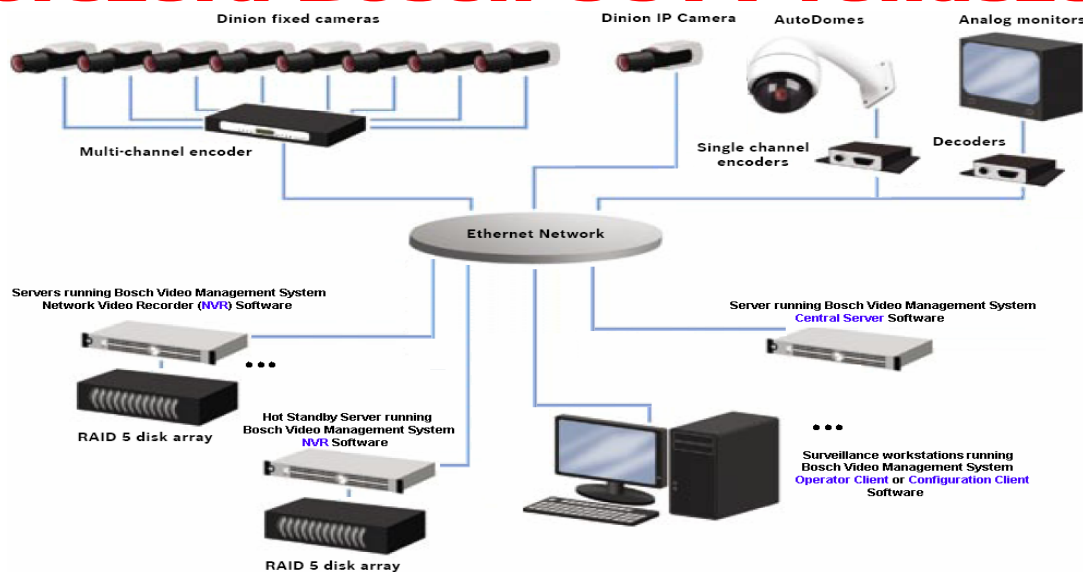 Dinion fixed cameras
Dinion IP Camera
AutoDomes
Analog monitors
Multi-channel encoder
Single channel
encoders
Decoders
Ethernet Network
Servers running Bosch Video Management System
Network Video Recorder (NVR) Software
Server running Bosch Video Management System
Central Server Software
...
RAID 5 disk array
Hot Standby Server running
Bosch Video Management System
NVR Software
...
Surveillance workstations running
Bosch Video Management System
Operator Client or Configuration Client
Software
RAID 5 disk array